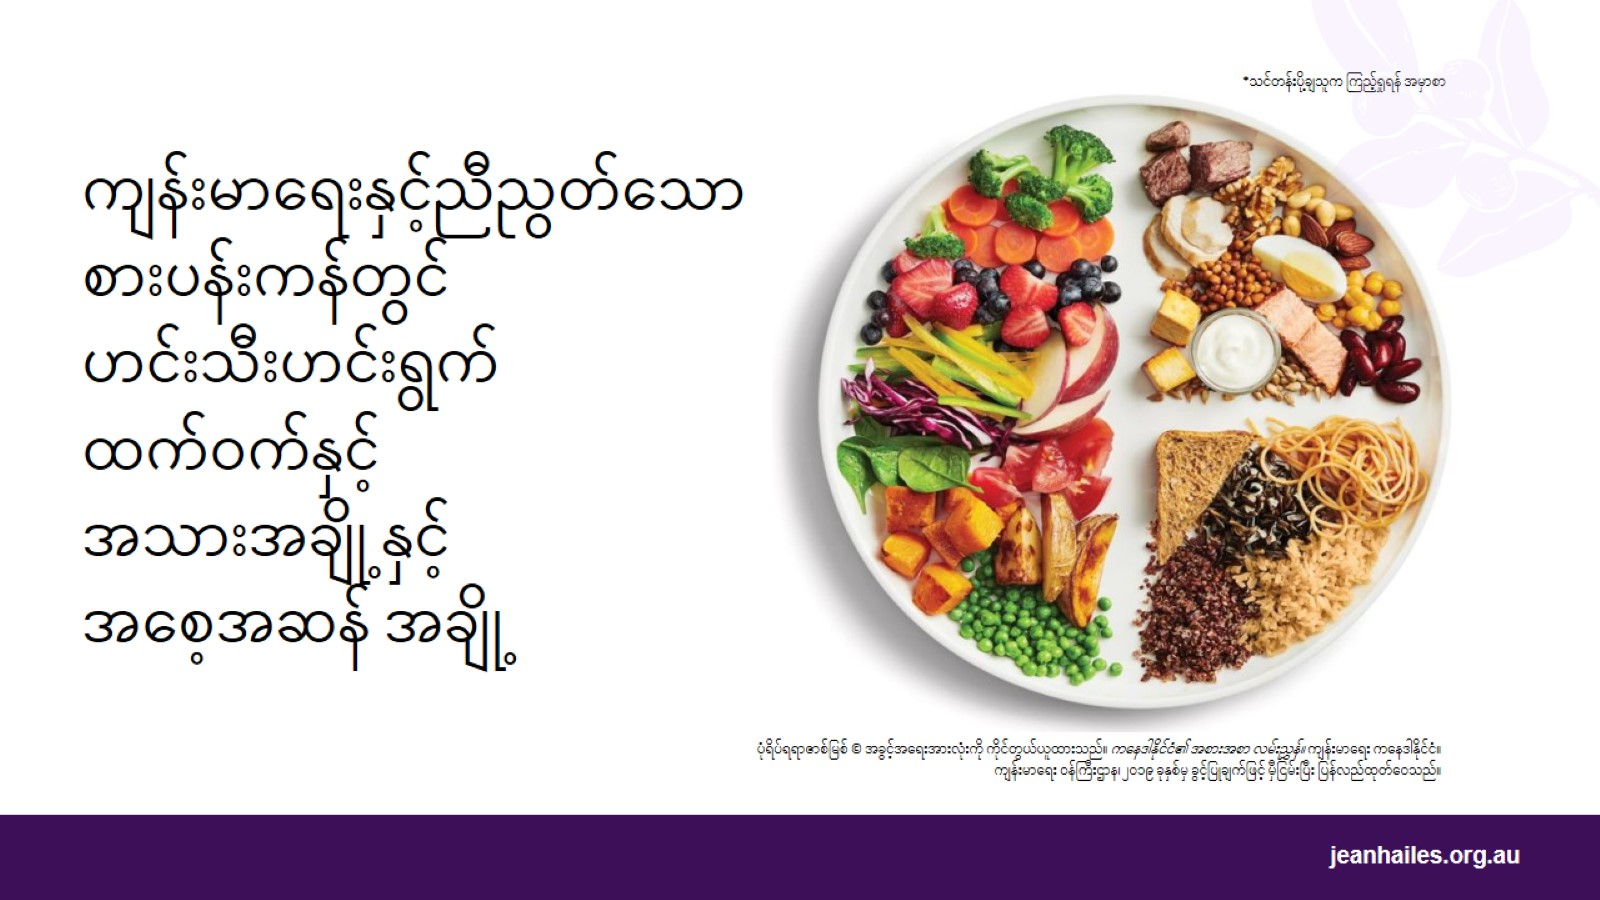 *သင်တန်းပို့ချသူက ကြည့်ရှုရန် အမှာစာ
ကျန်းမာရေးနှင့်ညီညွတ်သော
စားပန်းကန်တွင်
ဟင်းသီးဟင်းရွက်
ထက်ဝက်နှင့်
အသားအချို့နှင့်
အစေ့အဆန် အချို့
ပုံရိပ်ရရာဇာစ်မြစ် © အခွင့်အရေးအားလုံးကို ကိုင်တွယ်ယူထားသည်။ ကနေဒါနိုင်ငံ၏ အစားအစာ လမ်းညွှန်။ ကျန်းမာရေး ကနေဒါနိုင်ငံ။
ကျန်းမာရေး ဝန်ကြီးဌာန၊ ၂၀၁၉ ခုနှစ်မှ ခွင့်ပြုချက်ဖြင့် မှီငြမ်းပြီး ပြန်လည်ထုတ်ဝေသည်။
jeanhailes.org.au